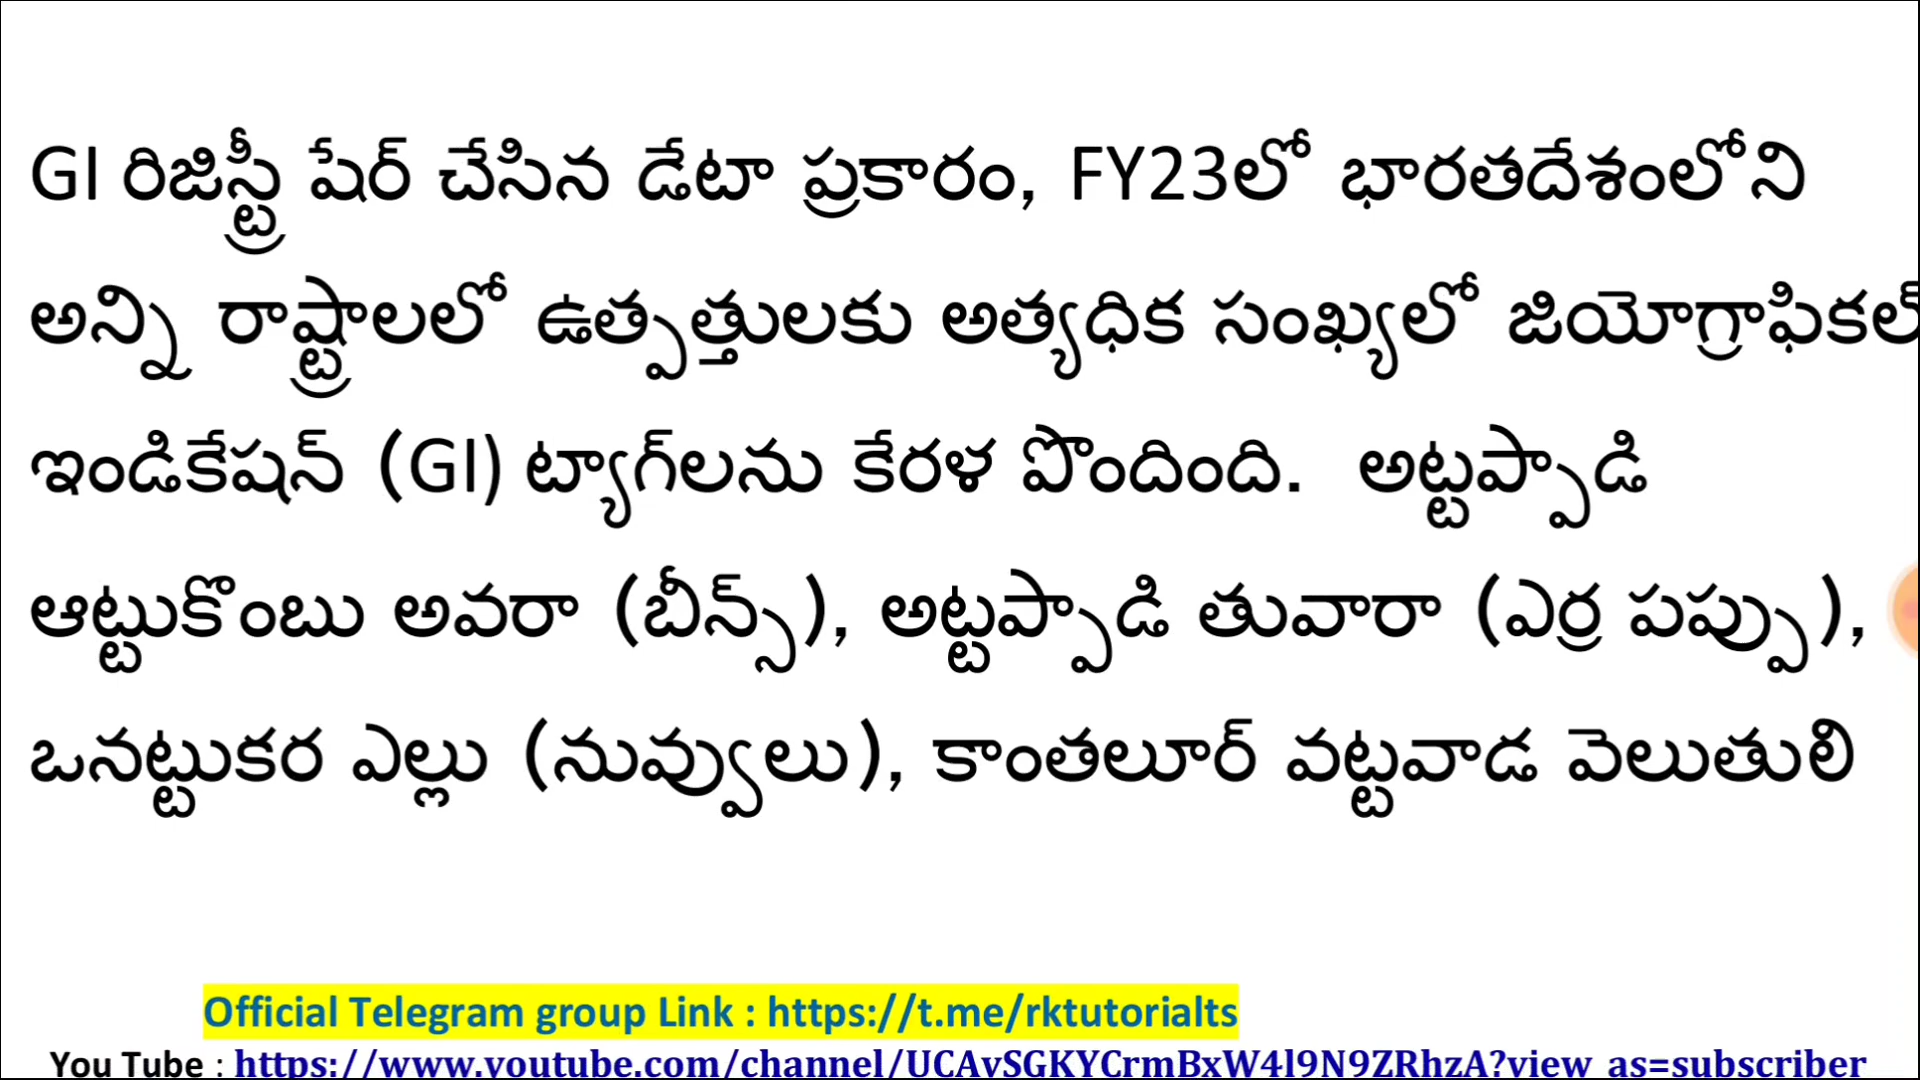 GI రిజిస్ట్రీ షేర్ చేసిన డేటా ప్రకారం, FY23లో భారతదేశంలోని
అన్ని రాష్ట్రాలలో ఉత్పత్తులకు అత్యధిక సంఖ్యలో జియోగ్రాఫికల్
ఇండికేషన్ (GI) ట్యాగ్‌లను కేరళ పొందింది. అట్టప్పాడి
ఆట్టుకొంబు అవరా (బీన్స్), అట్టప్పాడి తువారా (ఎర్ర పప్పు),
ఒనట్టుకర ఎల్లు (నువ్వులు), కాంతలూర్ వట్టవాడ వెలుతులి
Official Telegram group Link : https://t.me/rktutorialts
You Tube : https://www.youtube.com/channel/UCAvSGKYCrmBxW4l9N9ZRhzA?view_as=subscriber